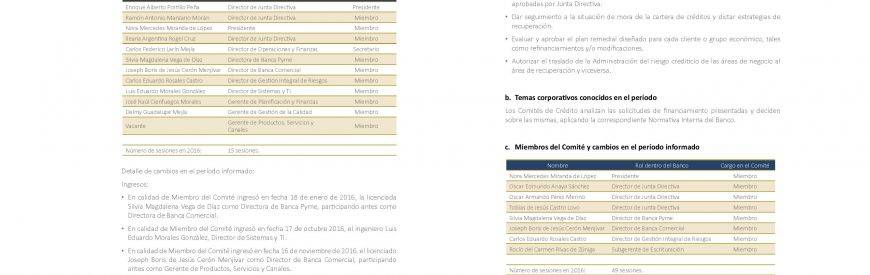 Enrique Alberto Portillo Peña Director de Junta Directiva Presidente
Ramón Antonio Manzano Morán Director de Junta Directiva Miembro
Nora Mercedes Miranda de López Presidente Miembro
Ileana Argentina Rogel Cruz Director de Junta Directiva Miembro
Carlos Federico Larín Mejía Director de Operaciones y Finanzas Secretario
Silvia Magdalena Vega de Díaz Directora de Banca Pyme Miembro
Joseph Boris de Jesús Cerén Menjívar Director de Banca Comercial Miembro
Carlos Eduardo Rosales Castro Director de Gestión Integral de Riesgos Miembro
Luis Eduardo Morales González Director de Sistemas y TI Miembro
José Raúl Cienfuegos Morales Gerente de Planificación y Finanzas Miembro
Delmy Guadalupe Mejía Gerente de Gestión de la Calidad Miembro
Vacante Gerente de Productos, Servicios y Canales Miembro
Número de sesiones en 2016: 15 sesiones.
Detalle de cambios en el período informado:
Ingresos:
• En calidad de Miembro del Comité ingresó en fecha 18 de enero de 2016, la licenciada
Silvia Magdalena Vega de Díaz como Directora de Banca Pyme, participando antes como
Directora de Banca Comercial.
• En calidad de Miembro del Comité ingresó en fecha 17 de octubre 2016, el ingeniero Luis
Eduardo Morales González, Director de Sistemas y TI.
• En calidad de Miembro del Comité ingresó en fecha 16 de noviembre de 2016, el licenciado
Joseph Boris de Jesús Cerén Menjívar como Director de Banca Comercial, participando
antes como Gerente de Productos, Servicios y Canales.
aprobadas por Junta Directiva.
• Dar seguimiento a la situación de mora de la cartera de créditos y dictar estrategias de
recuperación.
• Evaluar y aprobar el plan remedial diseñado para cada cliente o grupo económico, tales
como refinanciamientos y/o modificaciones.
• Autorizar el traslado de la Administración del riesgo crediticio de las áreas de negocio al
área de recuperación y viceversa.
b. Temas corporativos conocidos en el período
Los Comités de Crédito analizan las solicitudes de financiamiento presentadas y deciden
sobre las mismas, aplicando la correspondiente Normativa Interna del Banco.
c. Miembros del Comité y cambios en el período informado
Nombre Rol dentro del Banco Cargo en el Comité
Nora Mercedes Miranda de López Presidente Miembro
Oscar Edmundo Anaya Sánchez Director de Junta Directiva Miembro
Oscar Armando Pérez Merino Director de Junta Directiva Miembro
Tobías de Jesús Castro Lovo Director de Junta Directiva Miembro
Silvia Magdalena Vega de Díaz Director de Banca Pyme Miembro
Joseph Boris de Jesús Cerón Menjívar Director de Banca Comercial Miembro
Carlos Eduardo Rosales Castro Director de Gestión Integral de Riesgos Miembro
Rocío del Carmen Rivas de Zúniga Subgerente de Escrituración Miembro
Número de sesiones en 2016: 49 sesiones.